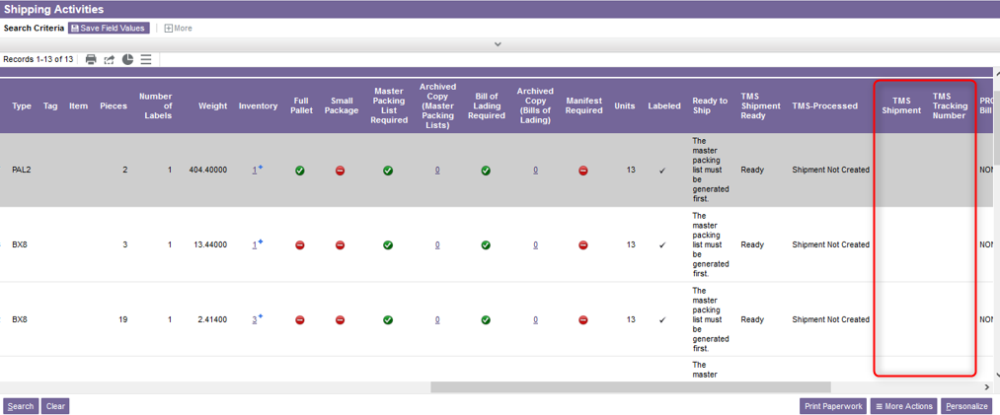 Shipping Activities
Search Criteria Save Field Values More
Records 1-13 of 13
Type Tag Item Pieces Number of Labels Weight Inventory Full Pallet Small Package Master Packing List Required Archived Copy (Master Packing Lists) Bill of Lading Required Archived Copy (Bills of Lading) Manifest Required Units Labeled Ready to Ship TMS Shipment Ready TMS-Processed TMS Shipment TMS Tracking Number PRO Bill
PAL2 2 1 404.40000 1+ 0 0 13 ✓ The master packing list must be generated first. Ready Shipment Not Created NON
BX8 3 1 13.44000 1+ 0 0 13 ✓ The master packing list must be generated first. Ready Shipment Not Created NON
BX8 19 1 2.41400 3+ 0 0 13 ✓ The master packing list must be generated first. Ready Shipment Not Created NON
The master
Search Clear Print Paperwork More Actions Personalize